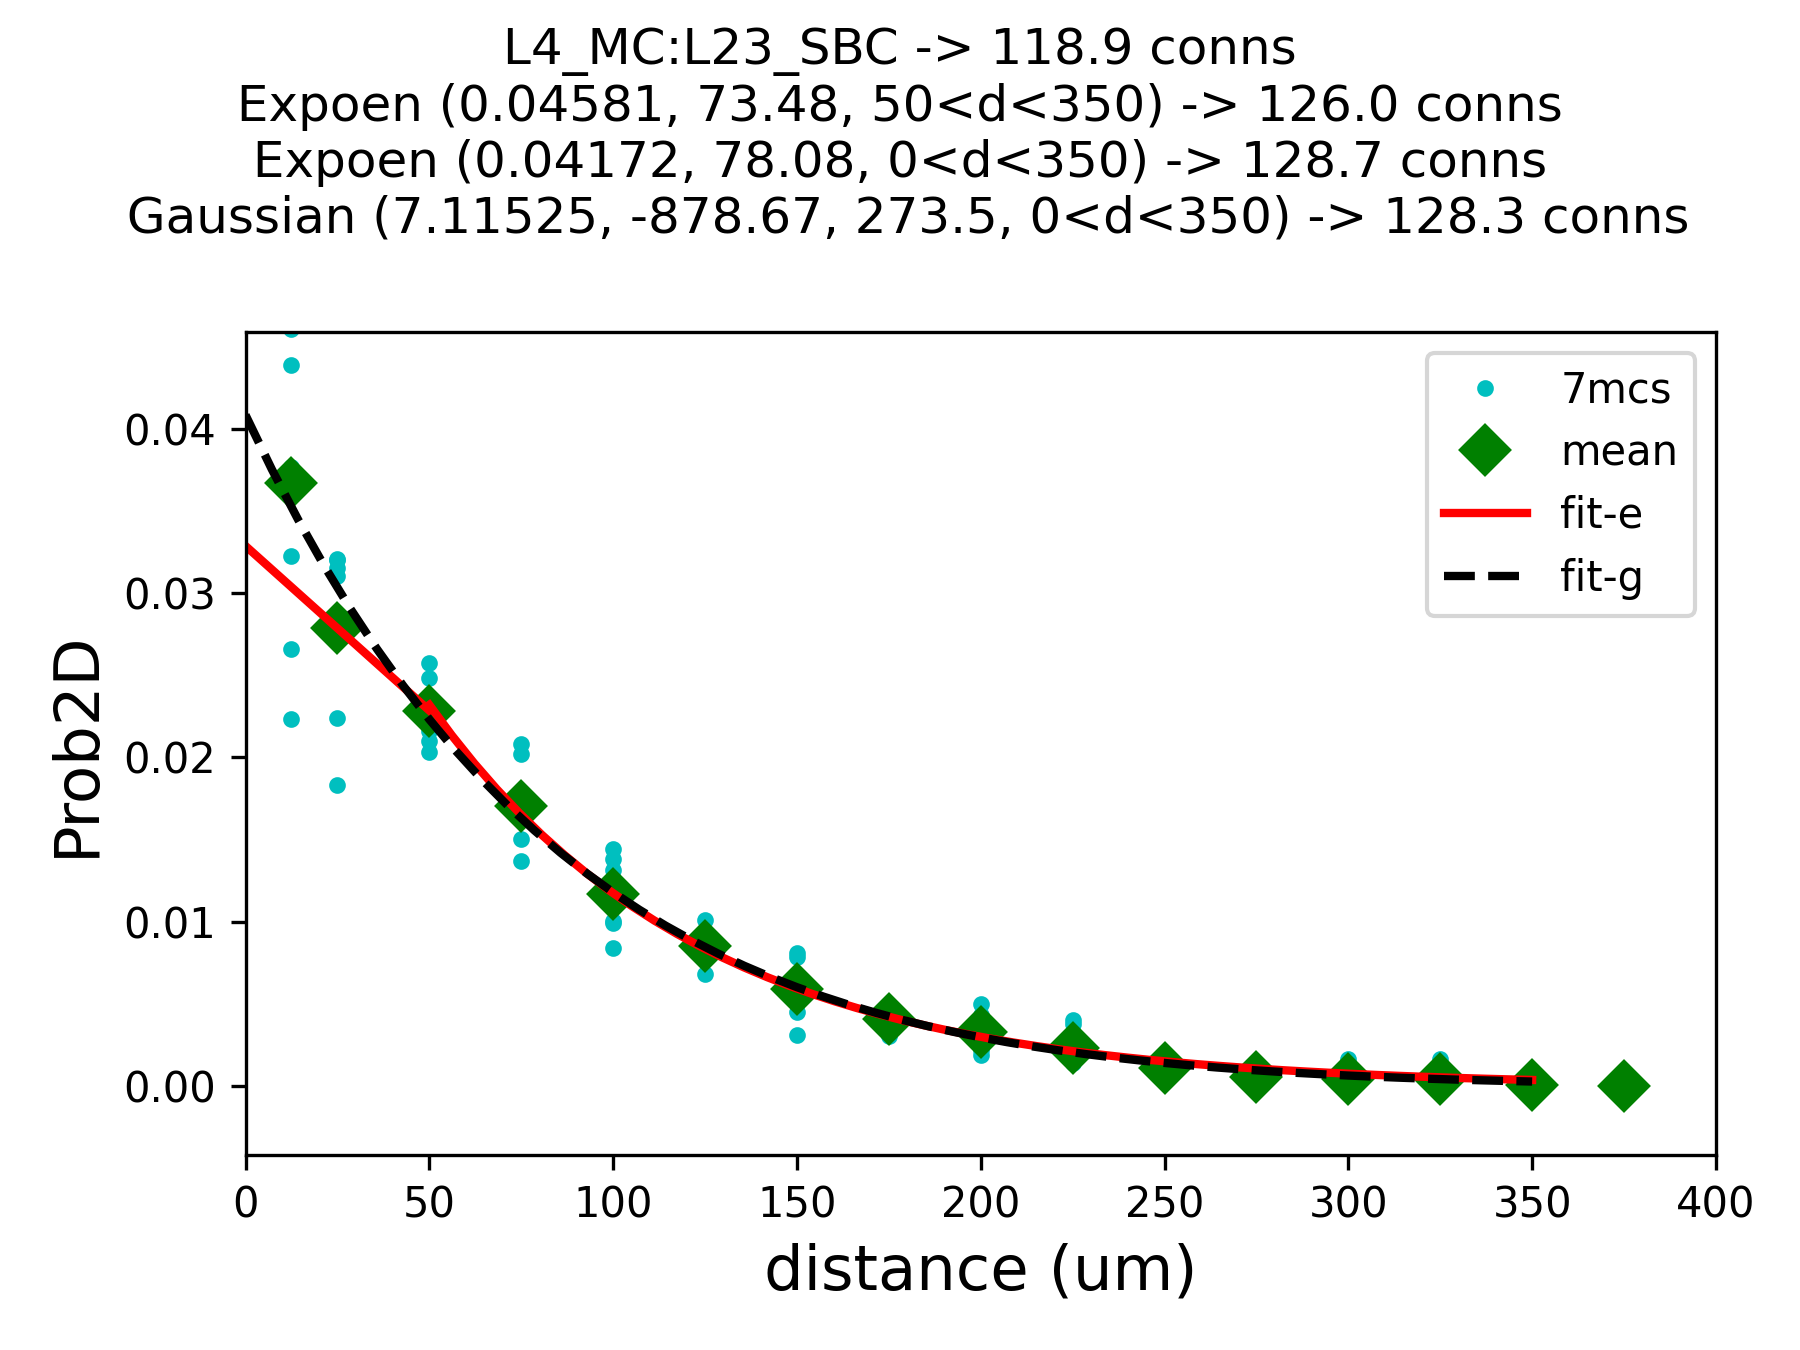 L4_MC:L23_SBC -> 118.9 conns
Expoen (0.04581, 73.48, 50<d<350) -> 126.0 conns
Expoen (0.04172, 78.08, 0<d<350) -> 128.7 conns
Gaussian (7.11525, -878.67, 273.5, 0<d<350) -> 128.3 conns
7mcs
mean
fit-e
fit-g
Prob2D
0.04
0.03
0.02
0.01
0.00
0 50 100 150 200 250 300 350 400
distance (um)